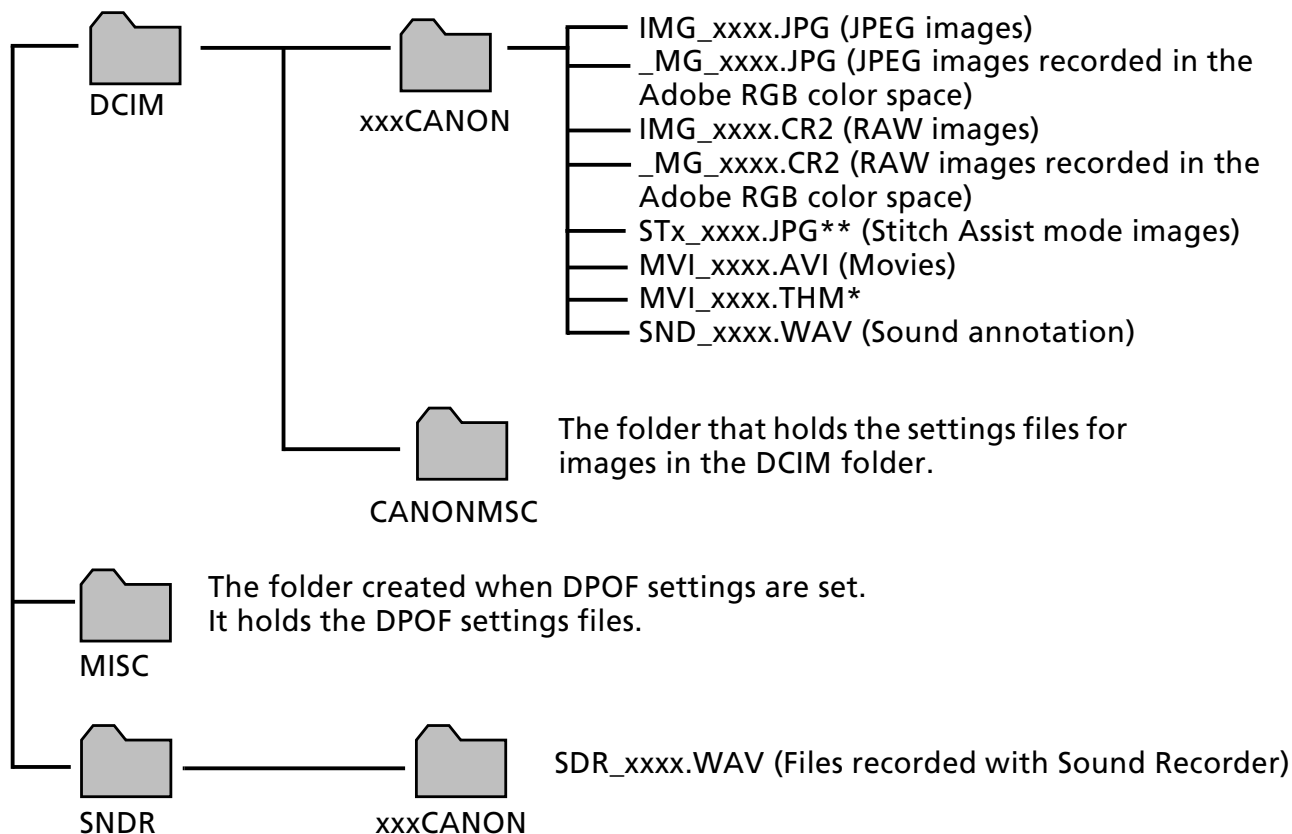 DCIM
xxxCANON
IMG_xxxx.JPG (JPEG images)
_MG_xxxx.JPG (JPEG images recorded in the
Adobe RGB color space)
IMG_xxxx.CR2 (RAW images)
_MG_xxxx.CR2 (RAW images recorded in the
Adobe RGB color space)
STx_xxxx.JPG** (Stitch Assist mode images)
MVI_xxxx.AVI (Movies)
MVI_xxxx.THM*
SND_xxxx.WAV (Sound annotation)
CANONMSC
The folder that holds the settings files for
images in the DCIM folder.
MISC
The folder created when DPOF settings are set.
It holds the DPOF settings files.
SNDR
xxxCANON
SDR_xxxx.WAV (Files recorded with Sound Recorder)